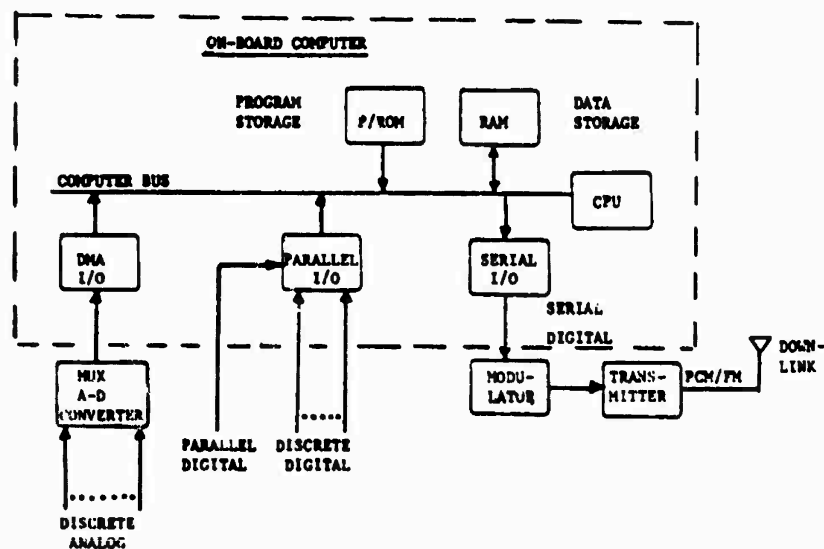 ON-BOARD COMPUTER
PROGRAM
STORAGE
P/ROM
RAM
DATA
STORAGE
COMPUTER BUS
CPU
DMA
I/O
PARALLEL
I/O
SERIAL
I/O
SERIAL
DIGITAL
MUX
A-D
CONVERTER
MODU-
LATOR
TRANS-
MITTER
PCM/FM
DOWN-
LINK
PARALLEL
DIGITAL
DISCRETE
DIGITAL
DISCRETE
ANALOG